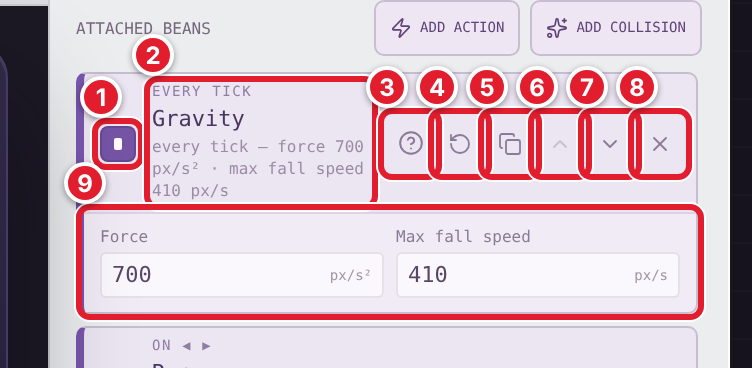 ATTACHED BEANS
ADD ACTION
ADD COLLISION
2
1
3
4
5
6
7
8
9
EVERY TICK
Gravity
every tick — force 700
px/s² · max fall speed
410 px/s
Force
Max fall speed
700 px/s²
410 px/s
ON ◀ ▶